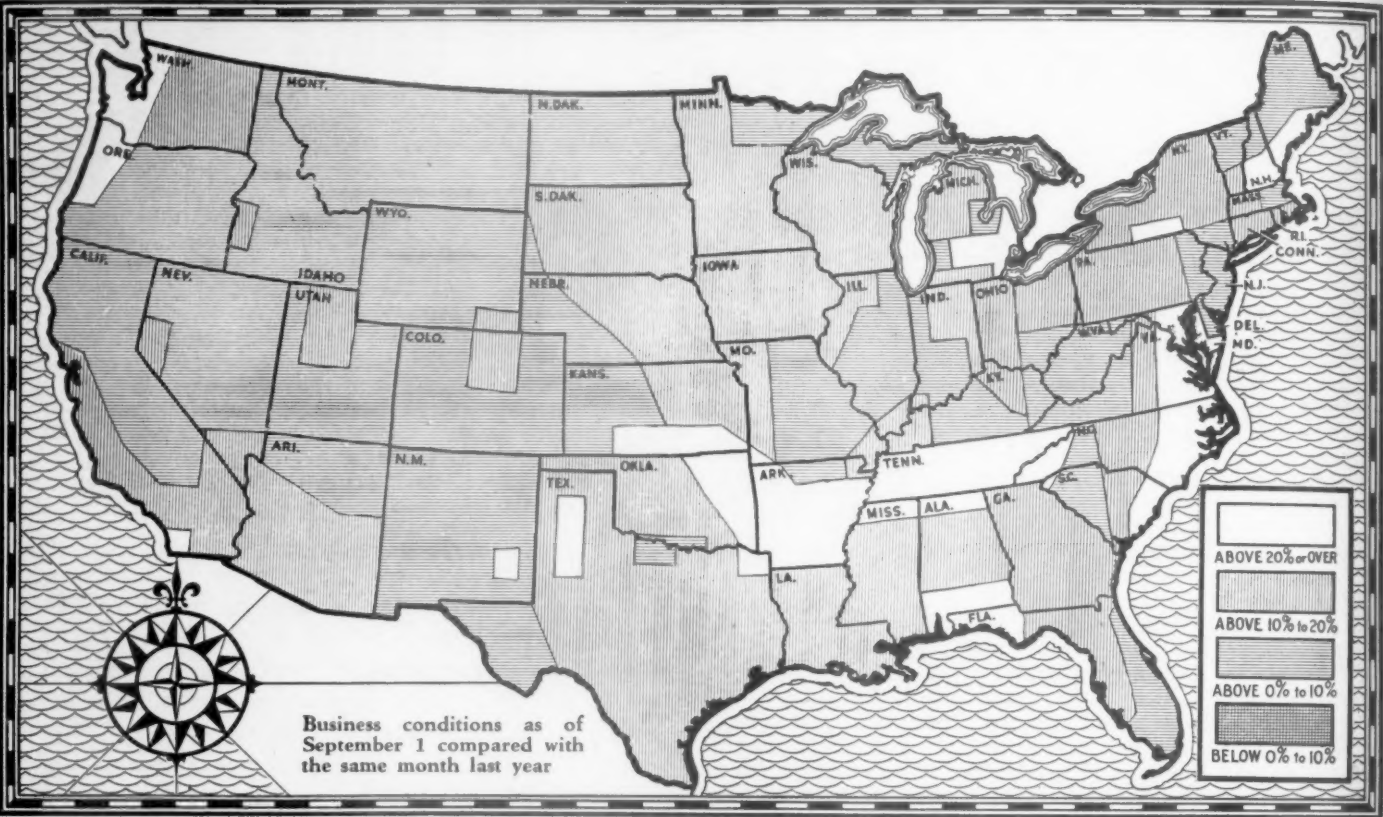 WASH.
MONT.
N.DAK.
MINN.
ME.
ORE.
WIS.
MICH.
N.Y.
VT.
N.H.
MASS.
R.I.
CONN.
S.DAK.
WYO.
IDAHO
CALIF.
NEV.
UTAH
NEBR.
IOWA
ILL.
IND.
OHIO
PA.
N.J.
DEL.
MD.
W.VA.
VA.
COLO.
KANS.
MO.
KY.
ARI.
N.M.
OKLA.
TEX.
ARK.
TENN.
N.C.
S.C.
MISS.
ALA.
GA.
LA.
FLA.
ABOVE 20% or OVER
ABOVE 10% to 20%
ABOVE 0% to 10%
BELOW 0% to 10%
Business conditions as of
September 1 compared with
the same month last year